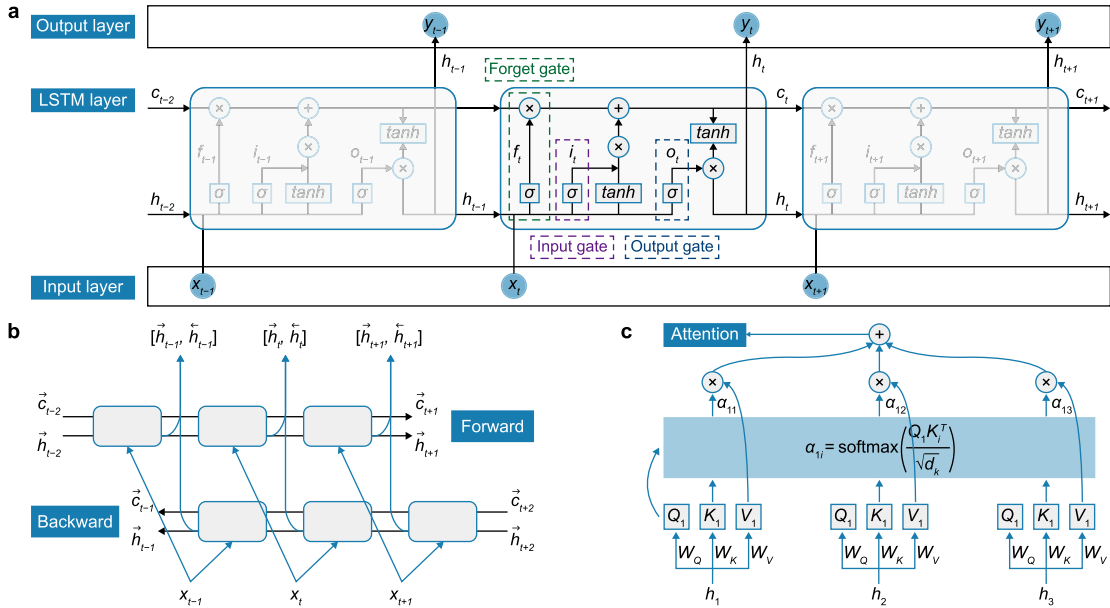 a
Output layer
y_{t−1} y_t y_{t+1}
h_{t−1} h_t h_{t+1}
Forget gate
LSTM layer
c_{t−2} c_t c_{t+1}
× + tanh × + tanh × + tanh
f_{t−1} i_{t−1} × o_{t−1} × f_t i_t × o_t × f_{t+1} i_{t+1} × o_{t+1} ×
σ σ tanh σ σ σ tanh σ σ σ tanh σ
h_{t−2} h_{t−1} h_t h_{t+1}
Input gate Output gate
Input layer
x_{t−1} x_t x_{t+1}
b
[h⃗_{t−1}, h⃖_{t−1}] [h⃗_t, h⃖_t] [h⃗_{t+1}, h⃖_{t+1}]
c⃗_{t−2} c⃗_{t+1}
Forward
h⃗_{t−2} h⃗_{t+1}
c⃗_{t−1} c⃗_{t+2}
Backward
h⃗_{t−1} h⃗_{t+2}
x_{t−1} x_t x_{t+1}
c
Attention +
× × ×
α_{11} α_{12} α_{13}
α_{1i} = softmax(Q_1 K_i^T / √d_k)
Q_1 K_1 V_1 Q_1 K_1 V_1 Q_1 K_1 V_1
W_Q W_K W_V W_Q W_K W_V W_Q W_K W_V
h_1 h_2 h_3